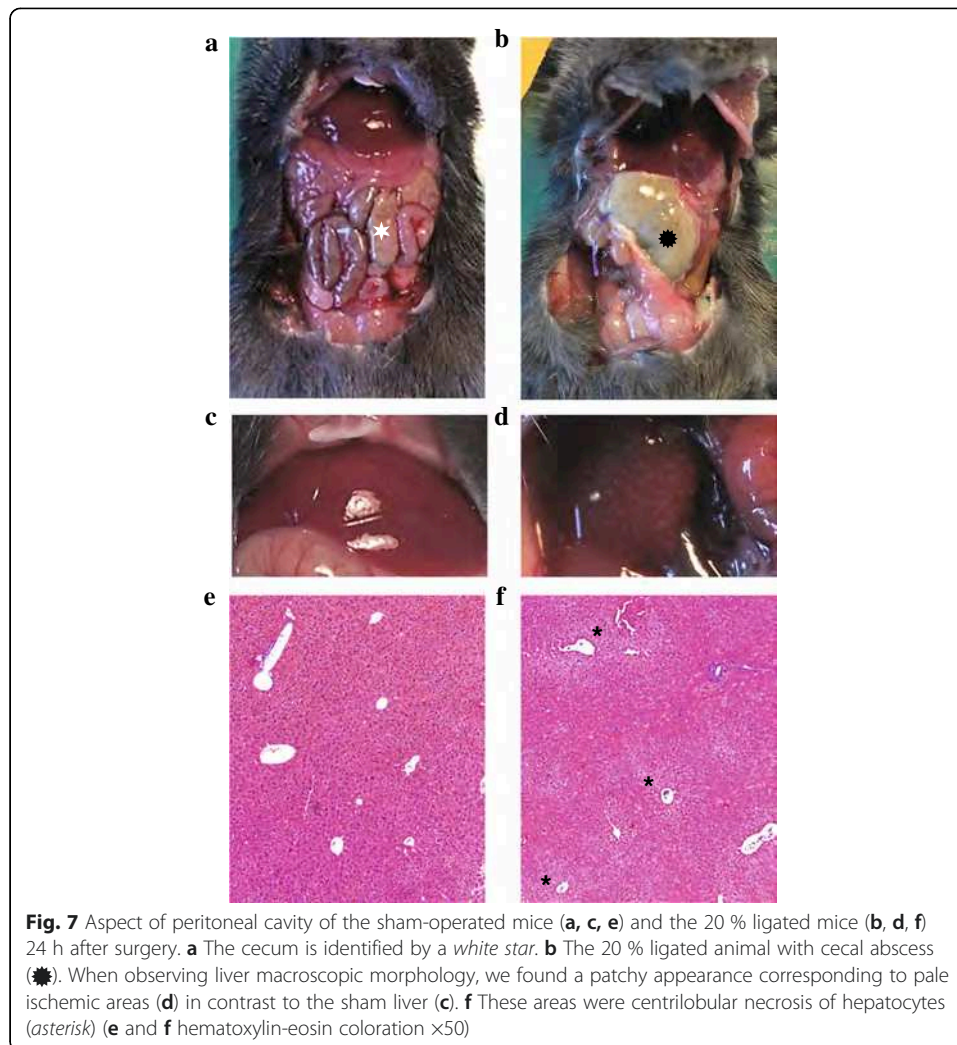 a
b
c
d
e
f
*
*
*
Fig. 7 Aspect of peritoneal cavity of the sham-operated mice (a, c, e) and the 20 % ligated mice (b, d, f)
24 h after surgery. a The cecum is identified by a white star. b The 20 % ligated animal with cecal abscess
(✹). When observing liver macroscopic morphology, we found a patchy appearance corresponding to pale
ischemic areas (d) in contrast to the sham liver (c). f These areas were centrilobular necrosis of hepatocytes
(asterisk) (e and f hematoxylin-eosin coloration ×50)